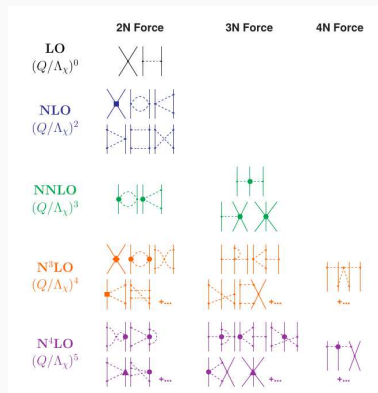 2N Force 3N Force 4N Force
LO
(Q/Λχ)⁰
NLO
(Q/Λχ)²
NNLO
(Q/Λχ)³
N³LO
(Q/Λχ)⁴
+... +... +...
N⁴LO
(Q/Λχ)⁵
+... +... +...